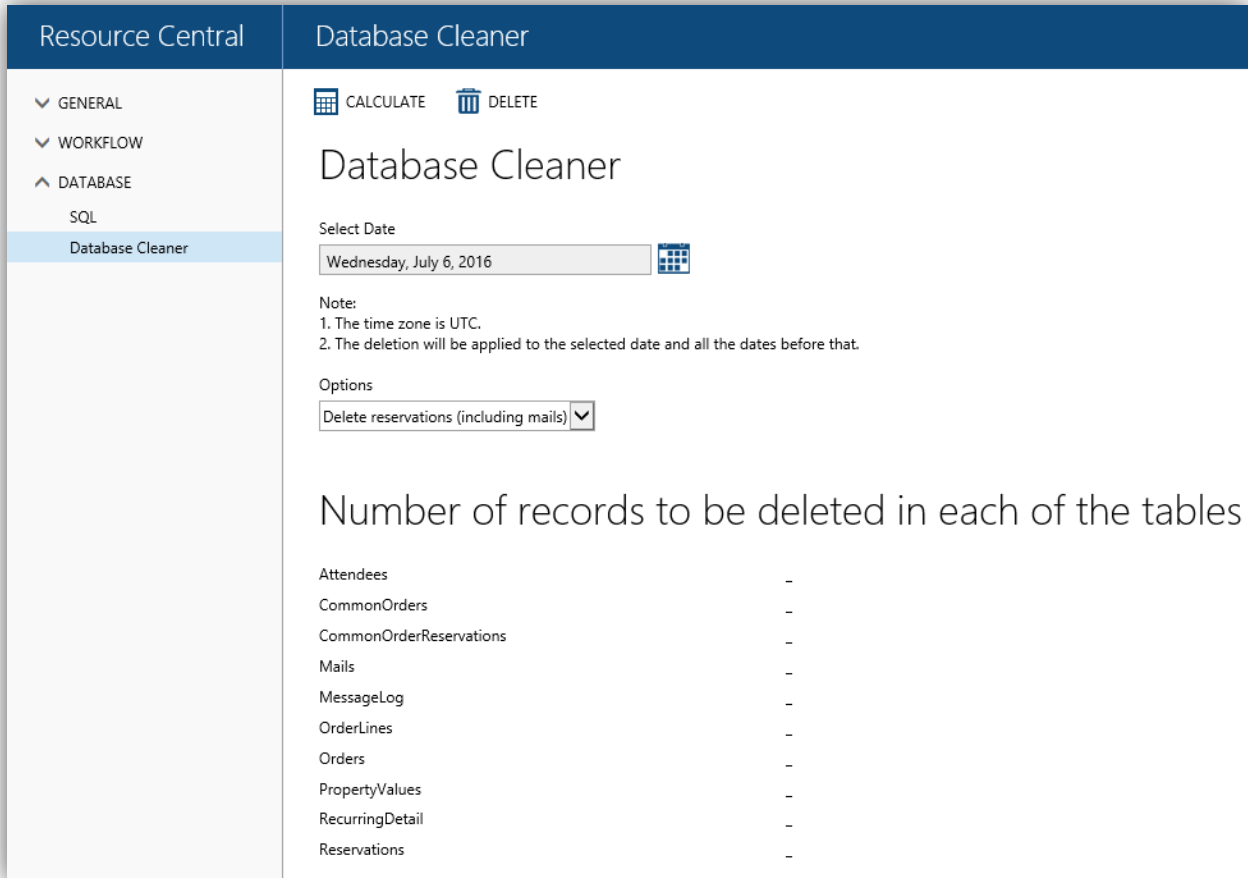 Resource Central
Database Cleaner
GENERAL
WORKFLOW
DATABASE
SQL
Database Cleaner
CALCULATE
DELETE
Database Cleaner
Select Date
Wednesday, July 6, 2016
Note:
1. The time zone is UTC.
2. The deletion will be applied to the selected date and all the dates before that.
Options
Delete reservations (including mails)
Number of records to be deleted in each of the tables
Attendees _
CommonOrders _
CommonOrderReservations _
Mails _
MessageLog _
OrderLines _
Orders _
PropertyValues _
RecurringDetail _
Reservations _